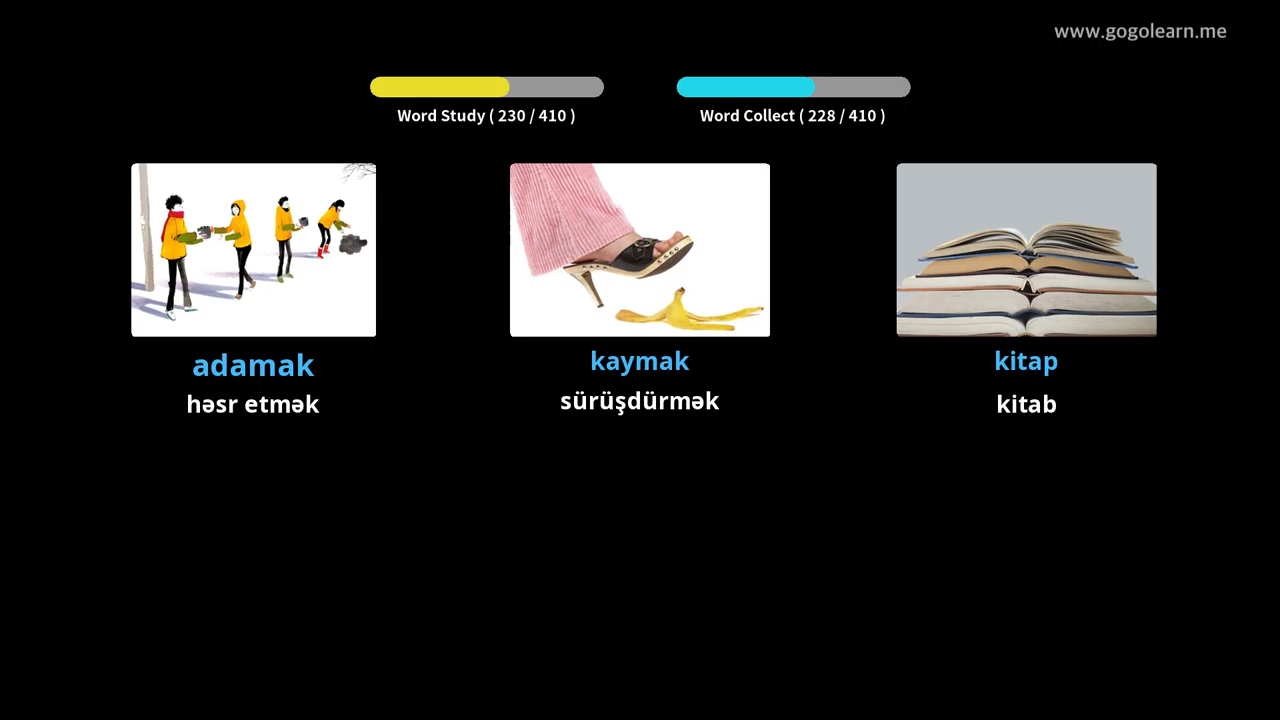 www.gogolearn.me
Word Study ( 230 / 410 )
Word Collect ( 228 / 410 )
adamak
həsr etmək
kaymak
sürüşdürmək
kitap
kitab